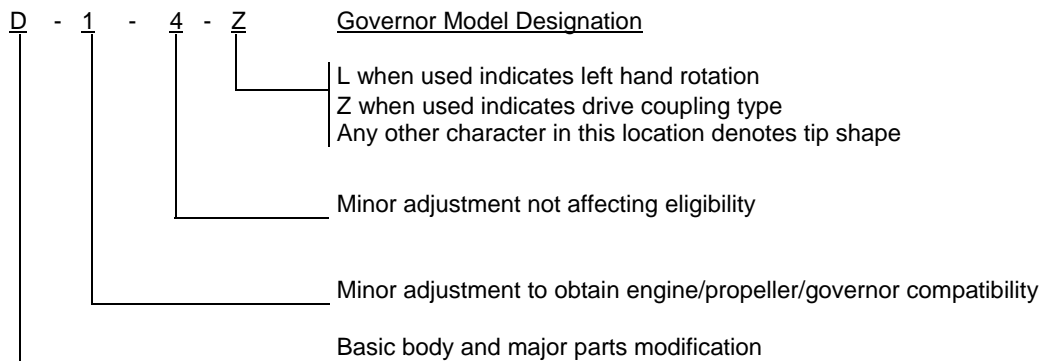 D - 1 - 4 - Z Governor Model Designation
L when used indicates left hand rotation
Z when used indicates drive coupling type
Any other character in this location denotes tip shape
Minor adjustment not affecting eligibility
Minor adjustment to obtain engine/propeller/governor compatibility
Basic body and major parts modification